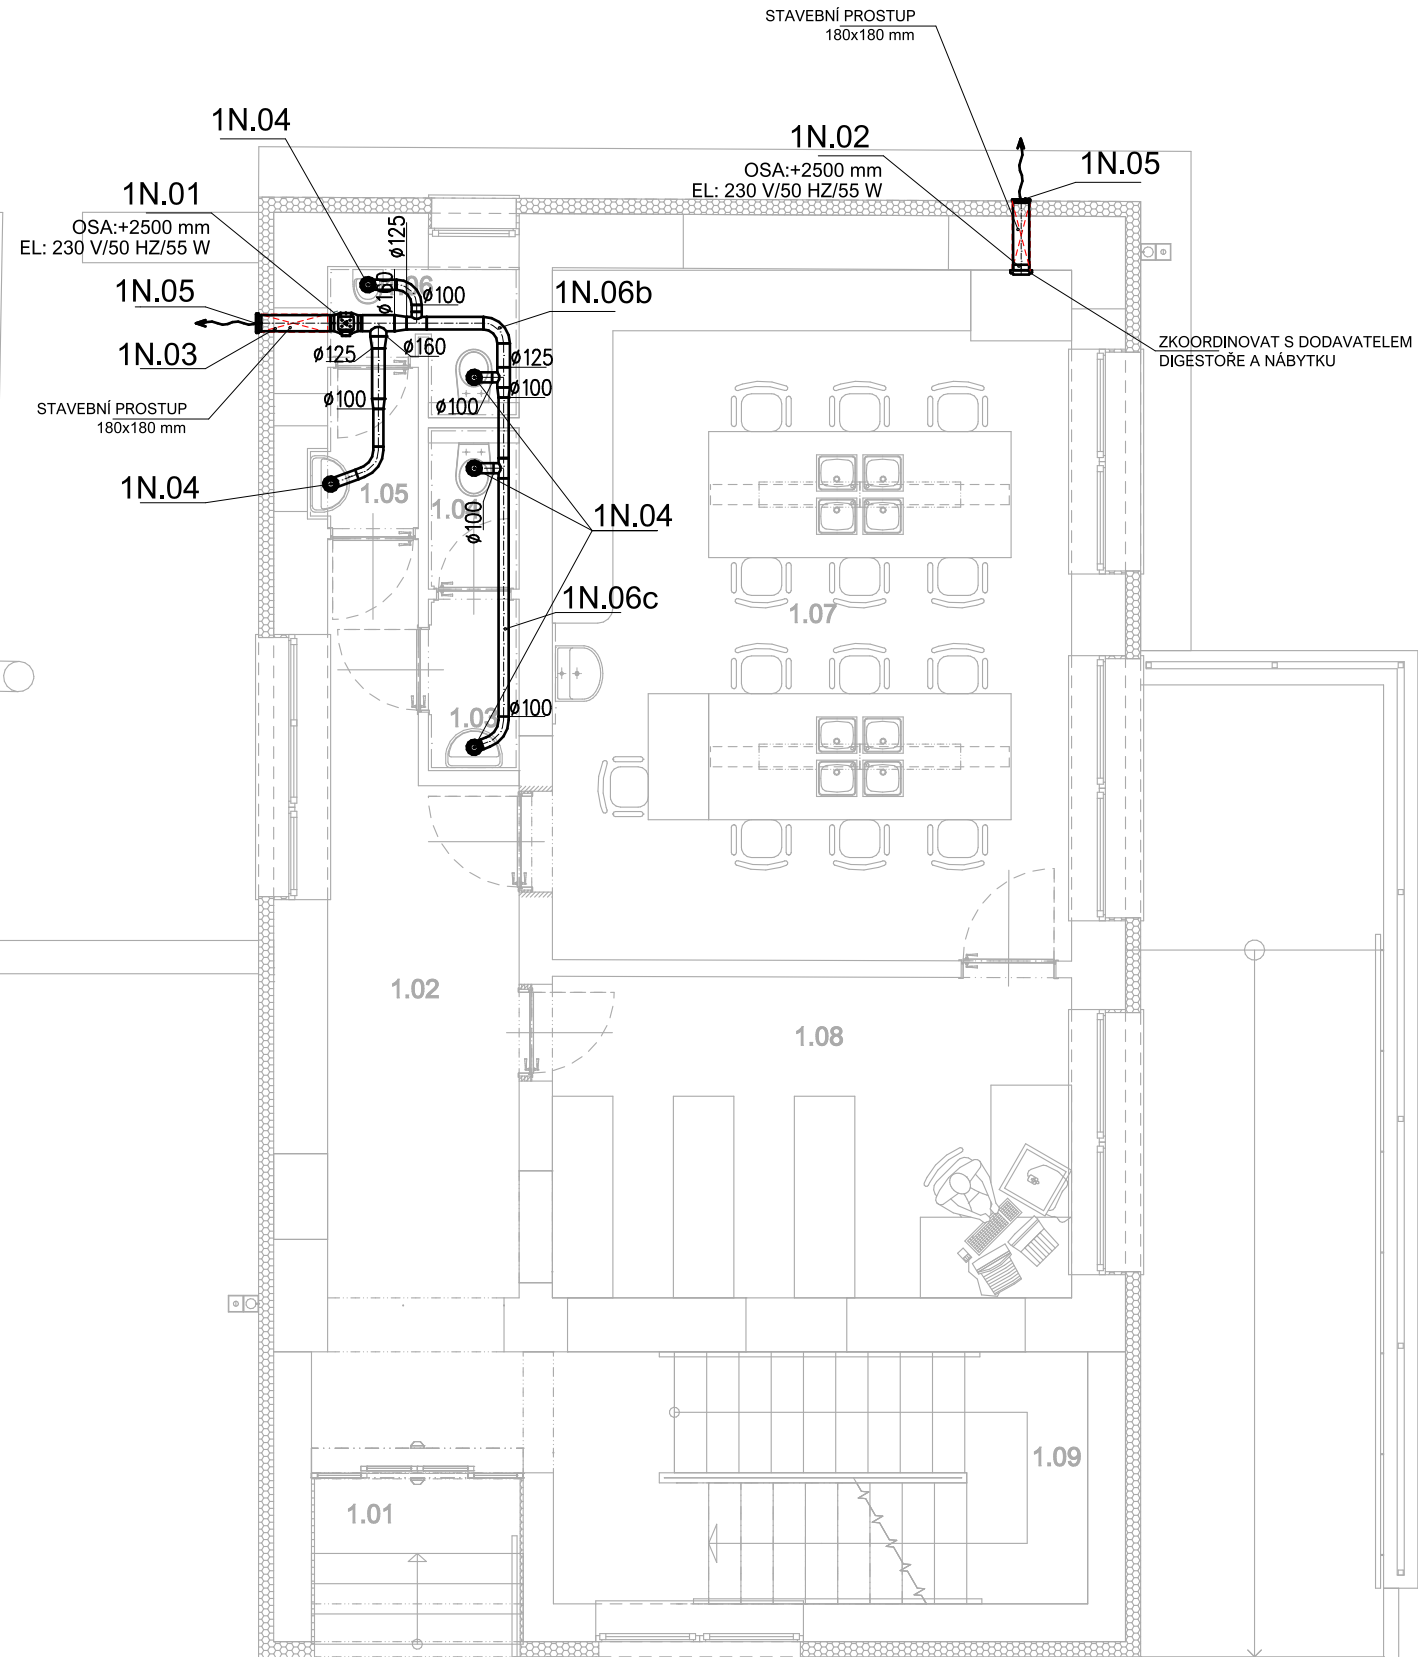 STAVEBNÍ PROSTUP
180x180 mm
1N.04
1N.02
OSA:+2500 mm
EL: 230 V/50 HZ/55 W
1N.05
1N.01
OSA:+2500 mm
EL: 230 V/50 HZ/55 W
ø125
ø160
ø100
1N.05
1N.06b
1N.03
ø125
ø160
ø125
ø100
ø100
ø100
ZKOORDINOVAT S DODAVATELEM
DIGESTOŘE A NÁBYTKU
STAVEBNÍ PROSTUP
180x180 mm
1N.04
1.05
ø100
1N.04
1N.06c
1.07
1.03
ø100
1.02
1.08
1.09
1.01